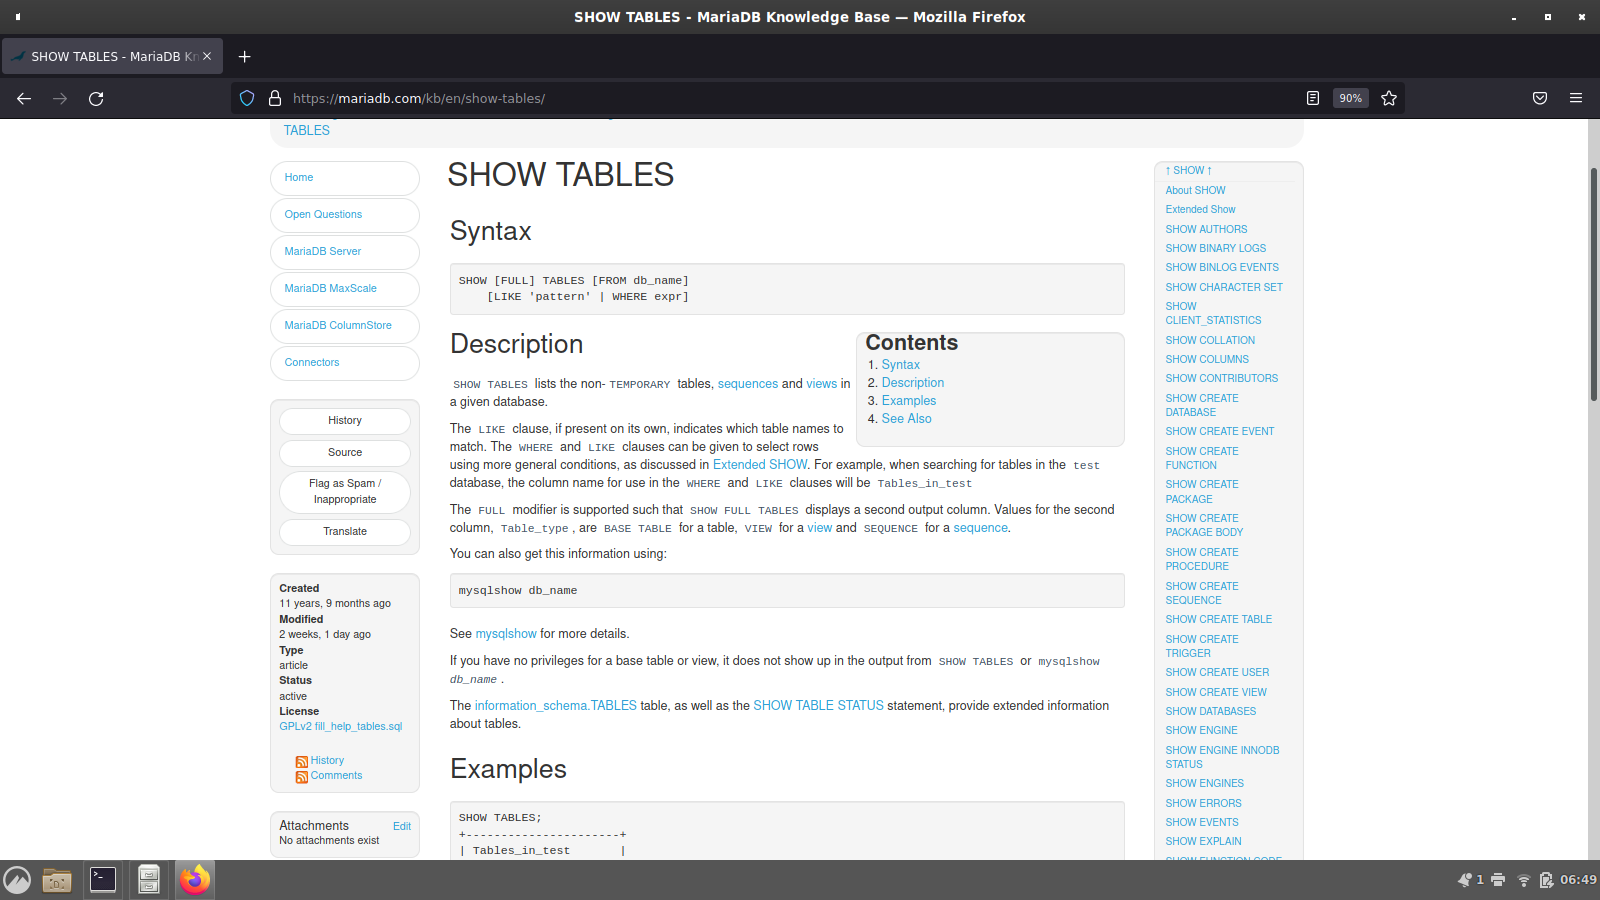 SHOW TABLES - MariaDB Knowledge Base — Mozilla Firefox
SHOW TABLES - MariaDB Kn
https://mariadb.com/kb/en/show-tables/
90%
TABLES
Home
Open Questions
MariaDB Server
MariaDB MaxScale
MariaDB ColumnStore
Connectors
History
Source
Flag as Spam /
Inappropriate
Translate
Created
11 years, 9 months ago
Modified
2 weeks, 1 day ago
Type
article
Status
active
License
GPLv2 fill_help_tables.sql
History
Comments
Attachments
Edit
No attachments exist
SHOW TABLES
Syntax
SHOW [FULL] TABLES [FROM db_name]
[LIKE 'pattern' | WHERE expr]
Description
Contents
1. Syntax
2. Description
3. Examples
4. See Also
SHOW TABLES lists the non-TEMPORARY tables, sequences and views in
a given database.
The LIKE clause, if present on its own, indicates which table names to
match. The WHERE and LIKE clauses can be given to select rows
using more general conditions, as discussed in Extended SHOW. For example, when searching for tables in the test
database, the column name for use in the WHERE and LIKE clauses will be Tables_in_test
The FULL modifier is supported such that SHOW FULL TABLES displays a second output column. Values for the second
column, Table_type, are BASE TABLE for a table, VIEW for a view and SEQUENCE for a sequence.
You can also get this information using:
mysqlshow db_name
See mysqlshow for more details.
If you have no privileges for a base table or view, it does not show up in the output from SHOW TABLES or mysqlshow
db_name.
The information_schema.TABLES table, as well as the SHOW TABLE STATUS statement, provide extended information
about tables.
Examples
SHOW TABLES;
+----------------------+
| Tables_in_test       |
↑ SHOW ↑
About SHOW
Extended Show
SHOW AUTHORS
SHOW BINARY LOGS
SHOW BINLOG EVENTS
SHOW CHARACTER SET
SHOW
CLIENT_STATISTICS
SHOW COLLATION
SHOW COLUMNS
SHOW CONTRIBUTORS
SHOW CREATE
DATABASE
SHOW CREATE EVENT
SHOW CREATE
FUNCTION
SHOW CREATE
PACKAGE
SHOW CREATE
PACKAGE BODY
SHOW CREATE
PROCEDURE
SHOW CREATE
SEQUENCE
SHOW CREATE TABLE
SHOW CREATE
TRIGGER
SHOW CREATE USER
SHOW CREATE VIEW
SHOW DATABASES
SHOW ENGINE
SHOW ENGINE INNODB
STATUS
SHOW ENGINES
SHOW ERRORS
SHOW EVENTS
SHOW EXPLAIN
SHOW FUNCTION CODE
1
06:49